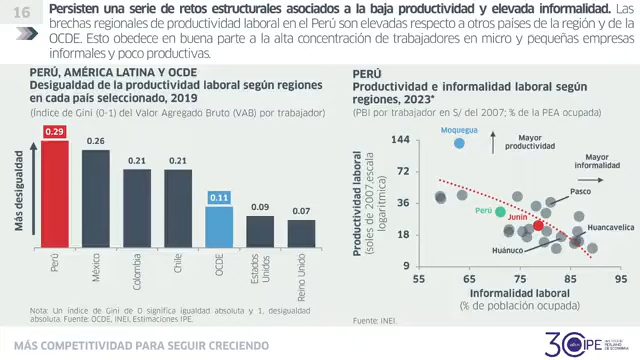 16
Persisten una serie de retos estructurales asociados a la baja productividad y elevada informalidad. Las
brechas regionales de productividad laboral en el Perú son elevadas respecto a otros países de la región y de la
OCDE. Esto obedece en buena parte a la alta concentración de trabajadores en micro y pequeñas empresas
informales y poco productivas.
PERÚ, AMÉRICA LATINA Y OCDE
Desigualdad de la productividad laboral según regiones
en cada país seleccionado, 2019
(Índice de Gini (0-1) del Valor Agregado Bruto (VAB) por trabajador)
Más desigualdad
0.29
0.26
0.21
0.21
0.11
0.09
0.07
Perú
México
Colombia
Chile
OCDE
Estados
Unidos
Reino Unido
Nota: Un índice de Gini de 0 significa igualdad absoluta y 1, desigualdad
absoluta. Fuente: OCDE, INEI. Estimaciones IPE.
PERÚ
Productividad e informalidad laboral según
regiones, 2023*
(PBI por trabajador en S/ del 2007; % de la PEA ocupada)
Productividad laboral
(soles de 2007,escala
logarítmica)
144
72
36
18
9
Moquegua
Mayor
productividad
Mayor
informalidad
Pasco
Perú
Junín
Huancavelica
Huánuco
55
65
75
85
95
Informalidad laboral
(% de población ocupada)
Fuente: INEI.
MÁS COMPETITIVIDAD PARA SEGUIR CRECIENDO
30
IPE
INSTITUTO
PERUANO
DE ECONOMÍA